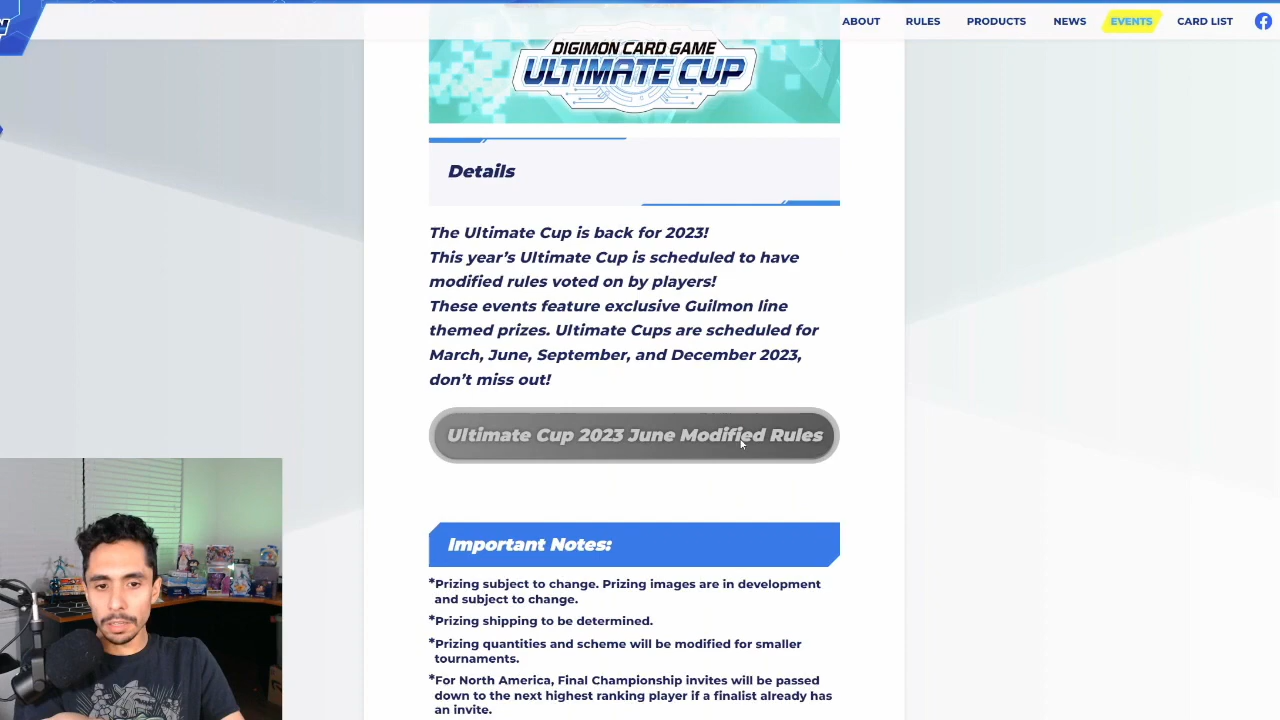 ABOUT RULES PRODUCTS NEWS EVENTS CARD LIST
DIGIMON CARD GAME
ULTIMATE CUP
Details
The Ultimate Cup is back for 2023!
This year's Ultimate Cup is scheduled to have
modified rules voted on by players!
These events feature exclusive Guilmon line
themed prizes. Ultimate Cups are scheduled for
March, June, September, and December 2023,
don't miss out!
Ultimate Cup 2023 June Modified Rules
Important Notes:
*Prizing subject to change. Prizing images are in development
and subject to change.
*Prizing shipping to be determined.
*Prizing quantities and scheme will be modified for smaller
tournaments.
*For North America, Final Championship invites will be passed
down to the next highest ranking player if a finalist already has
an invite.